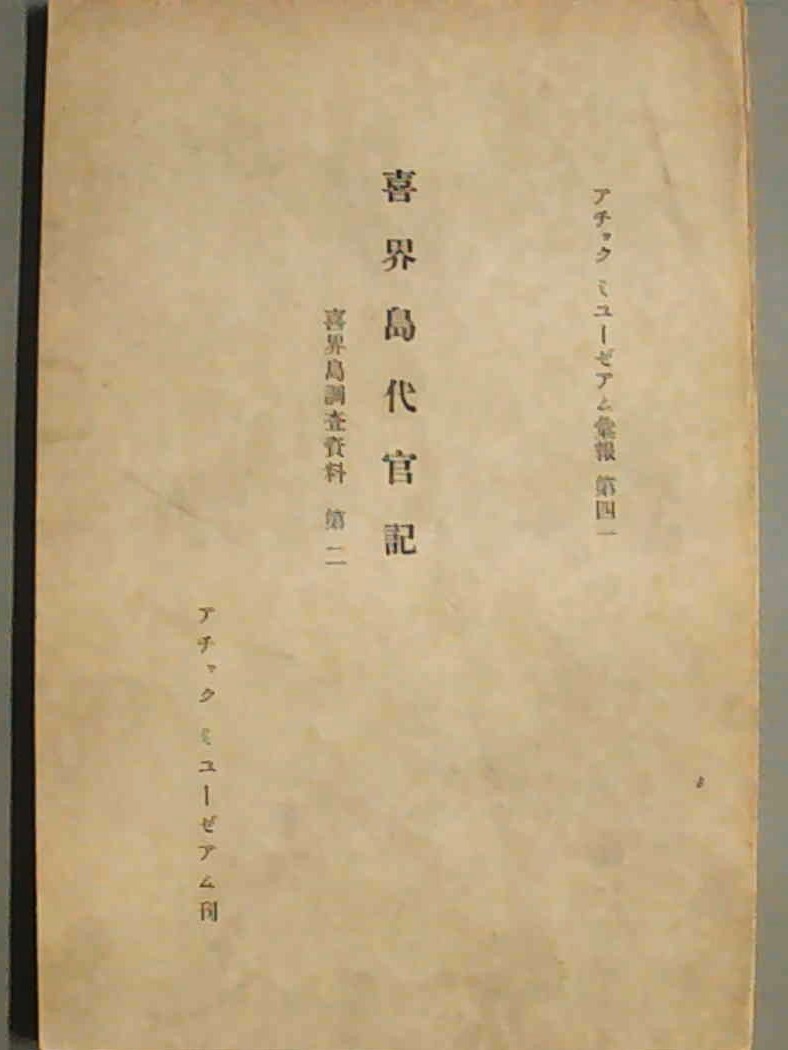 アチックミューゼアム彙報 第四一
喜界島代官記
喜界島調査資料 第二
アチックミューゼアム刊